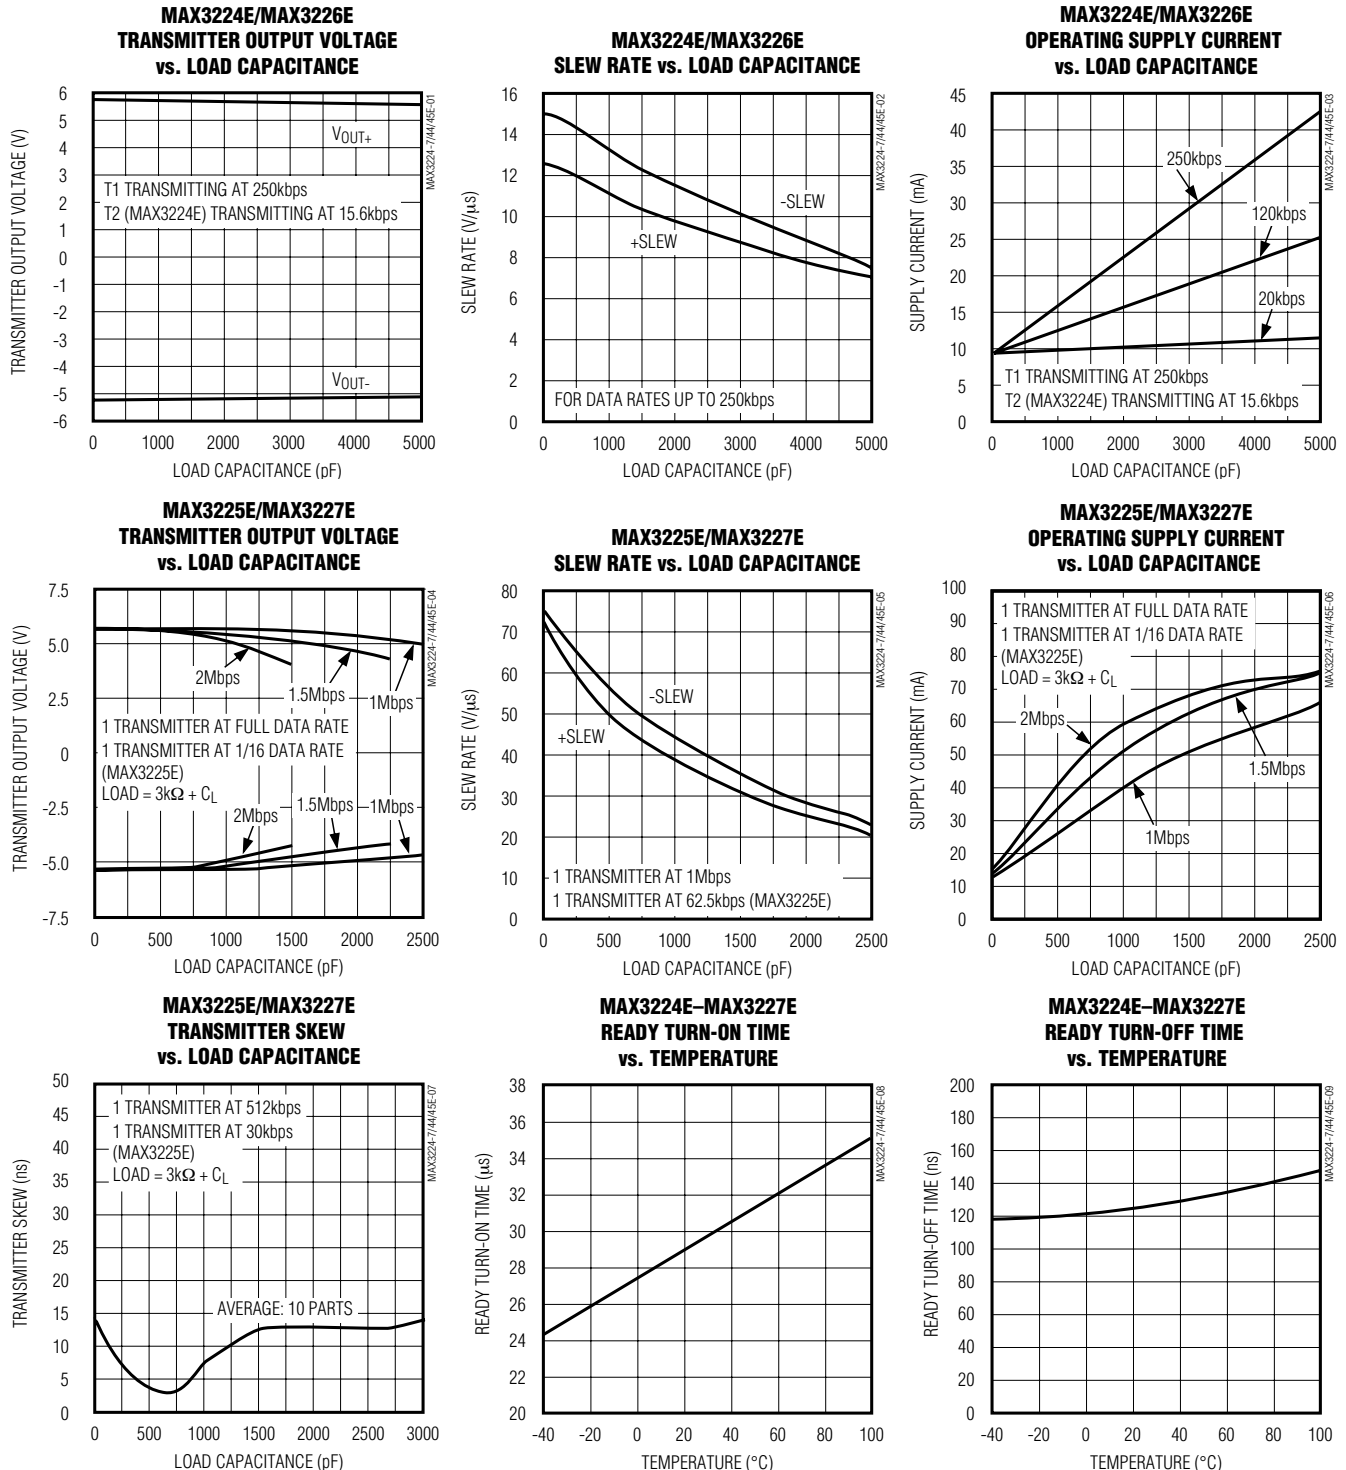 MAX3224E/MAX3226E
TRANSMITTER OUTPUT VOLTAGE
vs. LOAD CAPACITANCE
TRANSMITTER OUTPUT VOLTAGE (V)
6
5
4
3
2
1
0
-1
-2
-3
-4
-5
-6
VOUT+
T1 TRANSMITTING AT 250kbps
T2 (MAX3224E) TRANSMITTING AT 15.6kbps
VOUT-
0 1000 2000 3000 4000 5000
LOAD CAPACITANCE (pF)
MAX3224-7/44/45E-01
MAX3224E/MAX3226E
SLEW RATE vs. LOAD CAPACITANCE
SLEW RATE (V/µs)
16
14
12
10
8
6
4
2
0
-SLEW
+SLEW
FOR DATA RATES UP TO 250kbps
0 1000 2000 3000 4000 5000
LOAD CAPACITANCE (pF)
MAX3224-7/44/45E-02
MAX3224E/MAX3226E
OPERATING SUPPLY CURRENT
vs. LOAD CAPACITANCE
SUPPLY CURRENT (mA)
45
40
35
30
25
20
15
10
5
0
250kbps
120kbps
20kbps
T1 TRANSMITTING AT 250kbps
T2 (MAX3224E) TRANSMITTING AT 15.6kbps
0 1000 2000 3000 4000 5000
LOAD CAPACITANCE (pF)
MAX3224-7/44/45E-03
MAX3225E/MAX3227E
TRANSMITTER OUTPUT VOLTAGE
vs. LOAD CAPACITANCE
TRANSMITTER OUTPUT VOLTAGE (V)
7.5
5.0
2.5
0
-2.5
-5.0
-7.5
2Mbps
1.5Mbps
1Mbps
1 TRANSMITTER AT FULL DATA RATE
1 TRANSMITTER AT 1/16 DATA RATE
(MAX3225E)
LOAD = 3kΩ + CL
2Mbps
1.5Mbps
1Mbps
0 500 1000 1500 2000 2500
LOAD CAPACITANCE (pF)
MAX3224-7/44/45E-04
MAX3225E/MAX3227E
SLEW RATE vs. LOAD CAPACITANCE
SLEW RATE (V/µs)
80
70
60
50
40
30
20
10
0
-SLEW
+SLEW
1 TRANSMITTER AT 1Mbps
1 TRANSMITTER AT 62.5kbps (MAX3225E)
0 500 1000 1500 2000 2500
LOAD CAPACITANCE (pF)
MAX3224-7/44/45E-05
MAX3225E/MAX3227E
OPERATING SUPPLY CURRENT
vs. LOAD CAPACITANCE
SUPPLY CURRENT (mA)
100
90
80
70
60
50
40
30
20
10
0
1 TRANSMITTER AT FULL DATA RATE
1 TRANSMITTER AT 1/16 DATA RATE
(MAX3225E)
LOAD = 3kΩ + CL
2Mbps
1.5Mbps
1Mbps
0 500 1000 1500 2000 2500
LOAD CAPACITANCE (pF)
MAX3224-7/44/45E-06
MAX3225E/MAX3227E
TRANSMITTER SKEW
vs. LOAD CAPACITANCE
TRANSMITTER SKEW (ns)
50
45
40
35
30
25
20
15
10
5
0
1 TRANSMITTER AT 512kbps
1 TRANSMITTER AT 30kbps
(MAX3225E)
LOAD = 3kΩ + CL
AVERAGE: 10 PARTS
0 500 1000 1500 2000 2500 3000
LOAD CAPACITANCE (pF)
MAX3224-7/44/45E-07
MAX3224E–MAX3227E
READY TURN-ON TIME
vs. TEMPERATURE
READY TURN-ON TIME (µs)
38
36
34
32
30
28
26
24
22
20
-40 -20 0 20 40 60 80 100
TEMPERATURE (°C)
MAX3224-7/44/45E-08
MAX3224E–MAX3227E
READY TURN-OFF TIME
vs. TEMPERATURE
READY TURN-OFF TIME (ns)
200
180
160
140
120
100
80
60
40
20
0
-40 -20 0 20 40 60 80 100
TEMPERATURE (°C)
MAX3224-7/44/45E-09